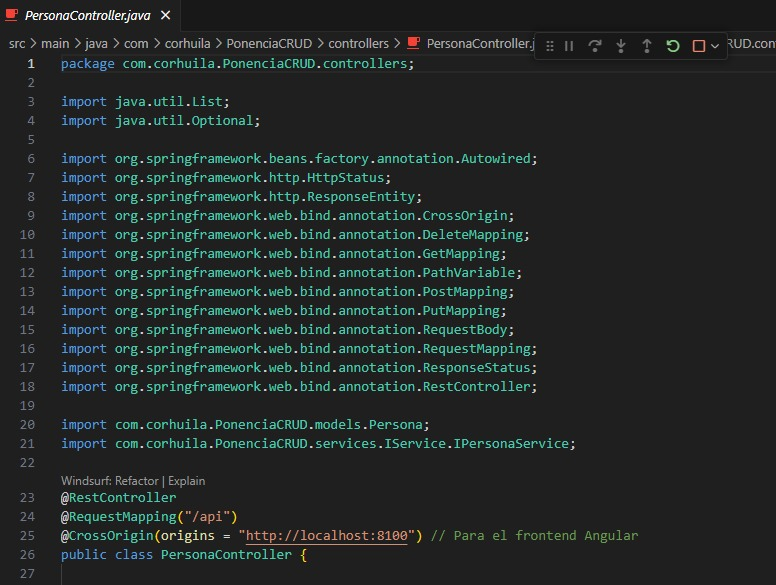 PersonaController.java
src > main > java > com > corhuila > PonenciaCRUD > controllers > PersonaController.j RUD.con
1 package com.corhuila.PonenciaCRUD.controllers;
2
3 import java.util.List;
4 import java.util.Optional;
5
6 import org.springframework.beans.factory.annotation.Autowired;
7 import org.springframework.http.HttpStatus;
8 import org.springframework.http.ResponseEntity;
9 import org.springframework.web.bind.annotation.CrossOrigin;
10 import org.springframework.web.bind.annotation.DeleteMapping;
11 import org.springframework.web.bind.annotation.GetMapping;
12 import org.springframework.web.bind.annotation.PathVariable;
13 import org.springframework.web.bind.annotation.PostMapping;
14 import org.springframework.web.bind.annotation.PutMapping;
15 import org.springframework.web.bind.annotation.RequestBody;
16 import org.springframework.web.bind.annotation.RequestMapping;
17 import org.springframework.web.bind.annotation.ResponseStatus;
18 import org.springframework.web.bind.annotation.RestController;
19
20 import com.corhuila.PonenciaCRUD.models.Persona;
21 import com.corhuila.PonenciaCRUD.services.IService.IPersonaService;
22
Windsurf: Refactor | Explain
23 @RestController
24 @RequestMapping("/api")
25 @CrossOrigin(origins = "http://localhost:8100") // Para el frontend Angular
26 public class PersonaController {
27